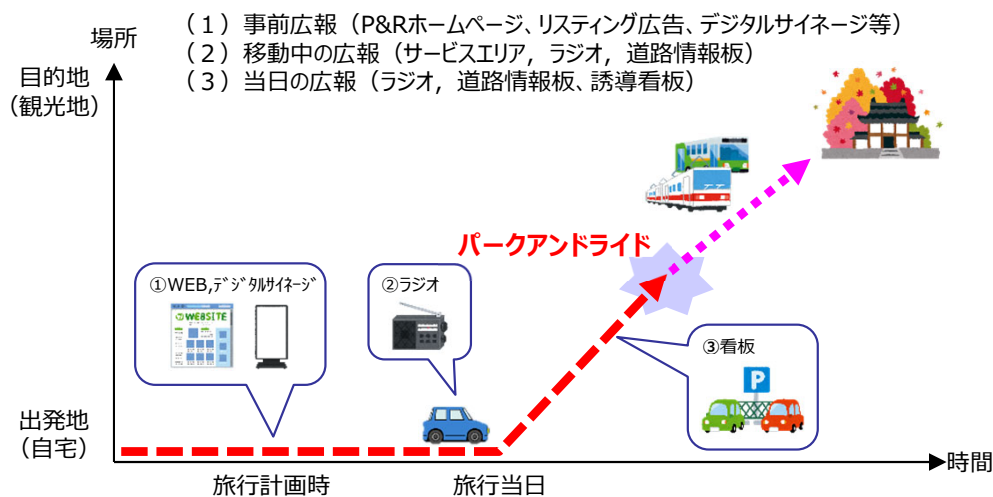 （１）事前広報（P&Rホームページ、リスティング広告、デジタルサイネージ等）
（２）移動中の広報（サービスエリア，ラジオ，道路情報板）
（３）当日の広報（ラジオ，道路情報板、誘導看板）
場所
目的地
（観光地）
パークアンドライド
①WEB,ﾃﾞｼﾞﾀﾙｻｲﾈｰｼﾞ
WEBSITE
②ラジオ
③看板
P
出発地
（自宅）
時間
旅行計画時
旅行当日